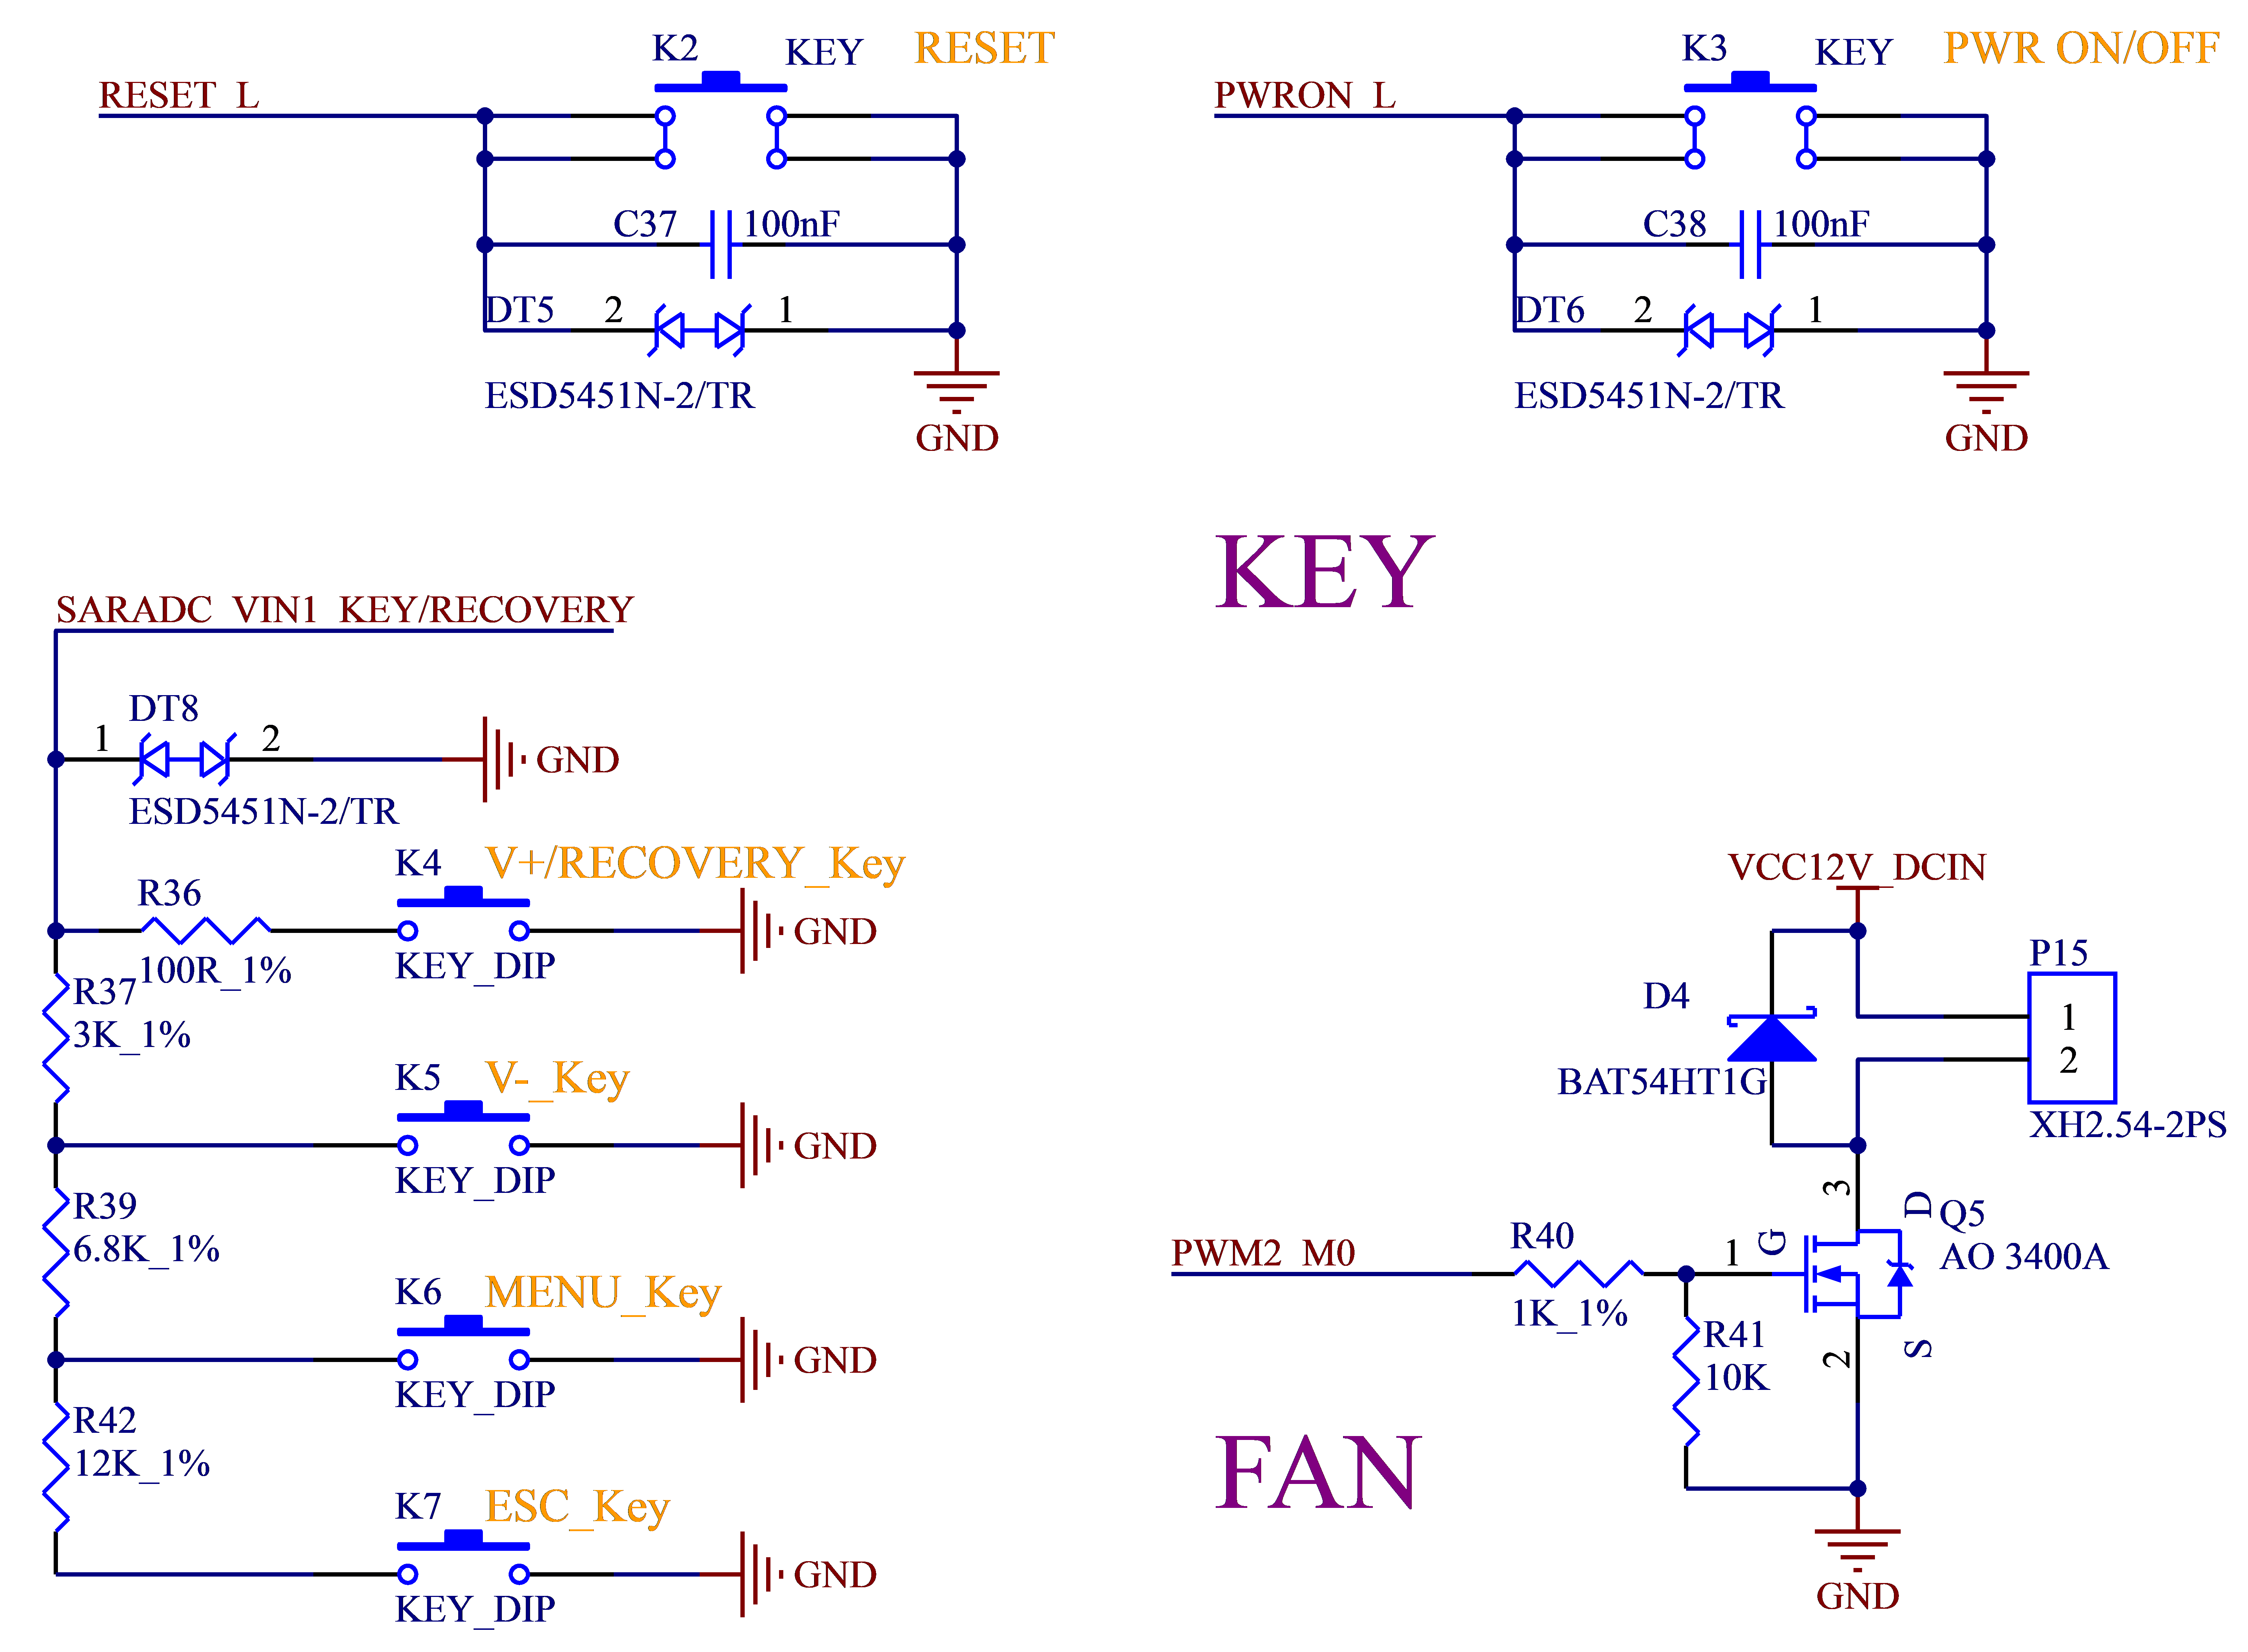 K2 KEY RESET
RESET_L
C37 100nF
DT5 2 1
ESD5451N-2/TR
GND
K3 KEY PWR ON/OFF
PWRON_L
C38 100nF
DT6 2 1
ESD5451N-2/TR
GND
KEY
SARADC_VIN1_KEY/RECOVERY
DT8
1 2
GND
ESD5451N-2/TR
K4 V+/RECOVERY_Key
R36
GND
100R_1%
KEY_DIP
R37
3K_1%
K5 V-_Key
GND
KEY_DIP
R39
6.8K_1%
K6 MENU_Key
GND
KEY_DIP
R42
12K_1%
K7 ESC_Key
GND
KEY_DIP
VCC12V_DCIN
P15
D4
1
2
BAT54HT1G
XH2.54-2PS
3
D
Q5
AO 3400A
PWM2_M0
R40
1
G
1K_1%
R41
10K
2
S
FAN
GND